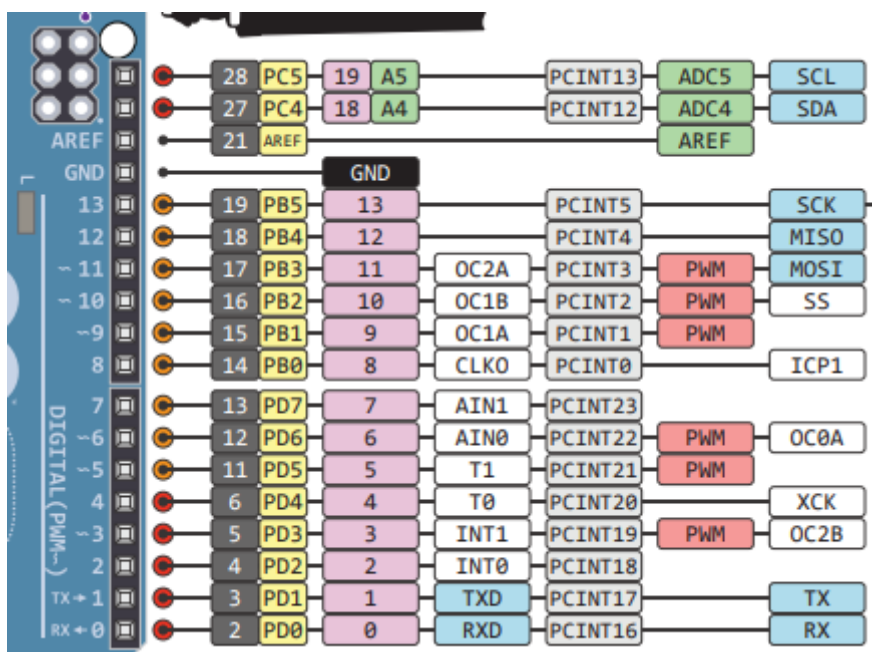 28 PC5 19 A5 PCINT13 ADC5 SCL
27 PC4 18 A4 PCINT12 ADC4 SDA
AREF 21 AREF AREF
GND GND
L
13 19 PB5 13 PCINT5 SCK
12 18 PB4 12 PCINT4 MISO
~11 17 PB3 11 OC2A PCINT3 PWM MOSI
~10 16 PB2 10 OC1B PCINT2 PWM SS
~9 15 PB1 9 OC1A PCINT1 PWM
8 14 PB0 8 CLKO PCINT0 ICP1
7 13 PD7 7 AIN1 PCINT23
~6 12 PD6 6 AIN0 PCINT22 PWM OC0A
~5 11 PD5 5 T1 PCINT21 PWM
4 6 PD4 4 T0 PCINT20 XCK
~3 5 PD3 3 INT1 PCINT19 PWM OC2B
2 4 PD2 2 INT0 PCINT18
TX→1 3 PD1 1 TXD PCINT17 TX
RX←0 2 PD0 0 RXD PCINT16 RX
DIGITAL(PWM~)